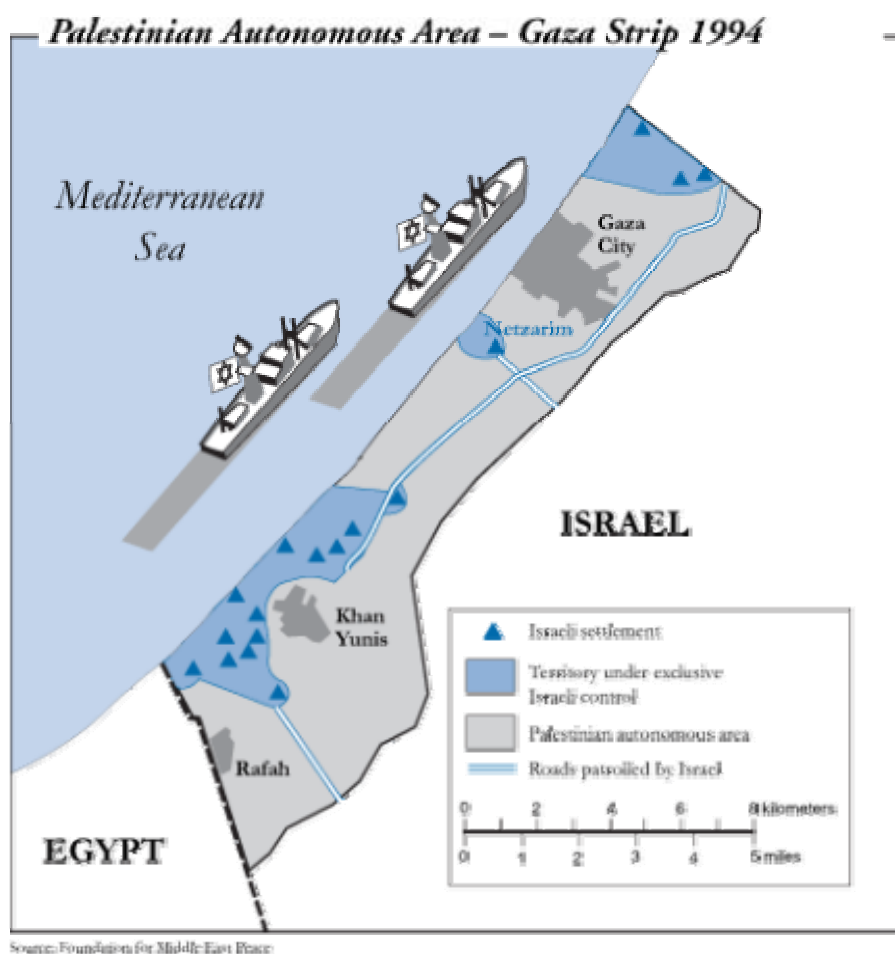 Palestinian Autonomous Area – Gaza Strip 1994
Mediterranean
Sea
Gaza
City
Netzarim
ISRAEL
Khan
Yunis
Rafah
EGYPT
Israeli settlement
Territory under exclusive
Israeli control
Palestinian autonomous area
Roads patrolled by Israel
0 2 4 6 8 kilometers
0 1 2 3 4 5 miles
Source: Foundation for Middle East Peace